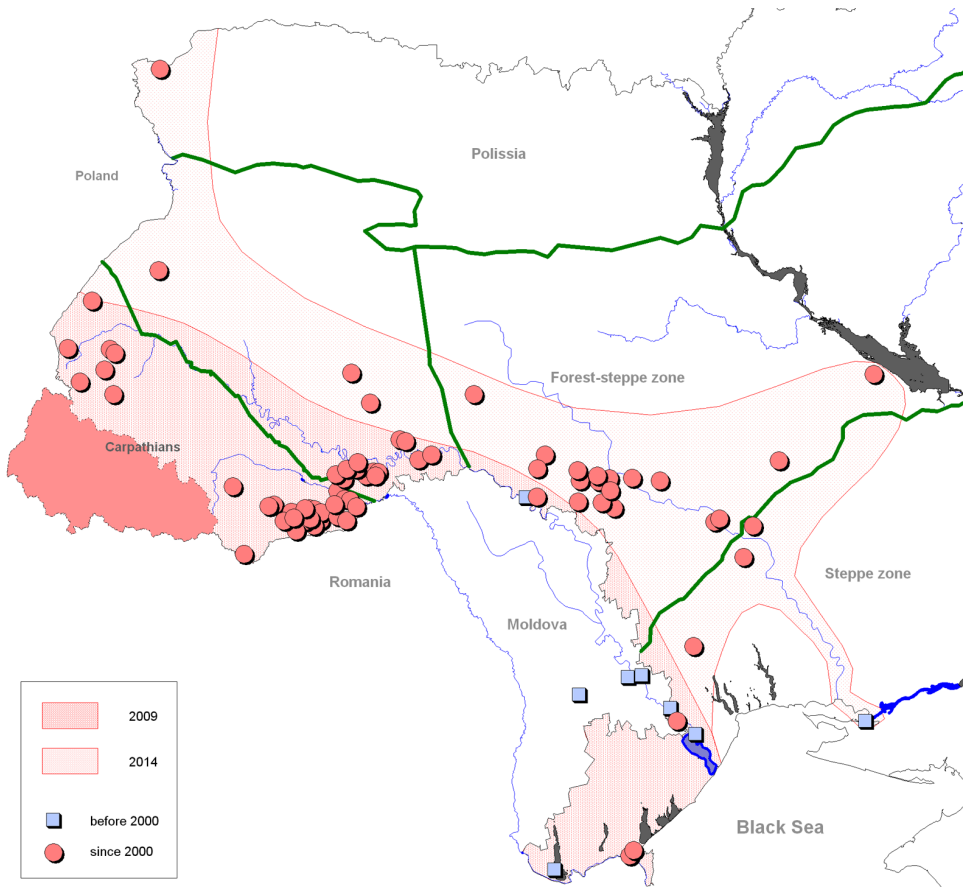 Polissia
Poland
Forest-steppe zone
Carpathians
Romania
Steppe zone
Moldova
Black Sea
2009
2014
before 2000
since 2000